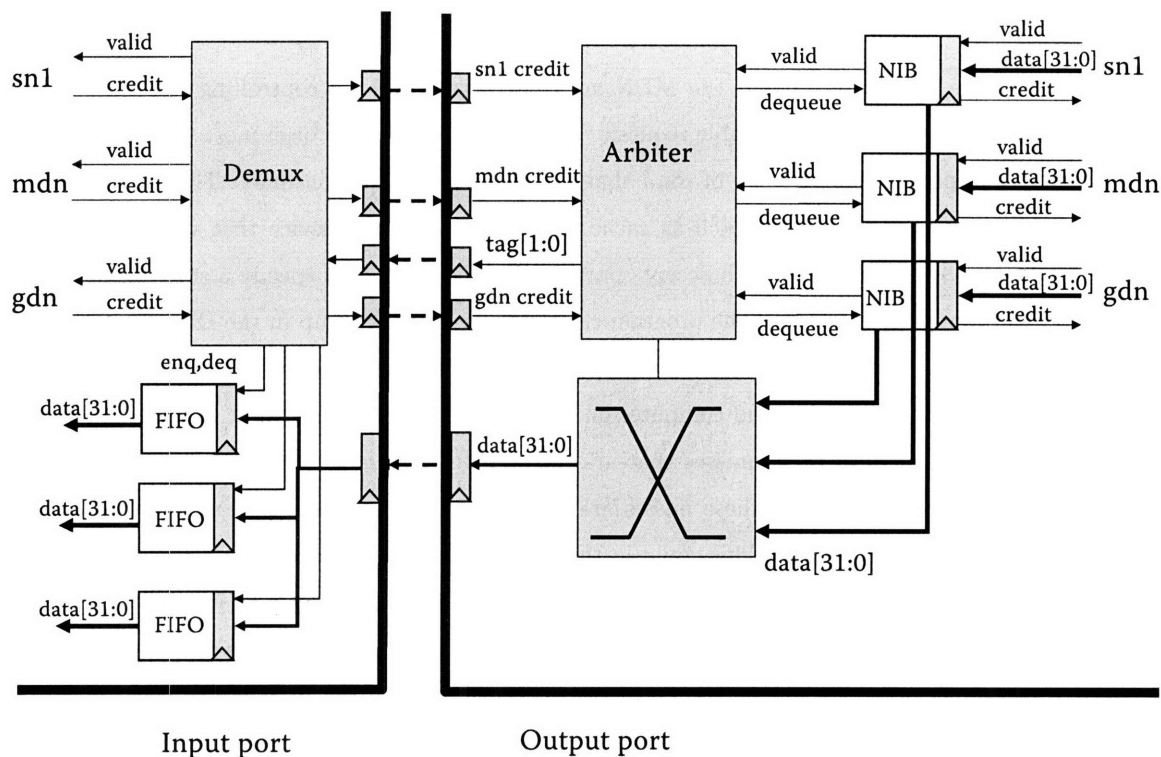 valid
sn1
credit
valid
mdn
credit
valid
gdn
credit
Demux
enq,deq
data[31:0]
FIFO
data[31:0]
FIFO
data[31:0]
FIFO
Input port
sn1 credit
mdn credit
tag[1:0]
gdn credit
data[31:0]
Arbiter
valid
dequeue
valid
dequeue
valid
dequeue
NIB
valid
data[31:0]
sn1
credit
NIB
valid
data[31:0]
mdn
credit
NIB
valid
data[31:0]
gdn
credit
data[31:0]
Output port